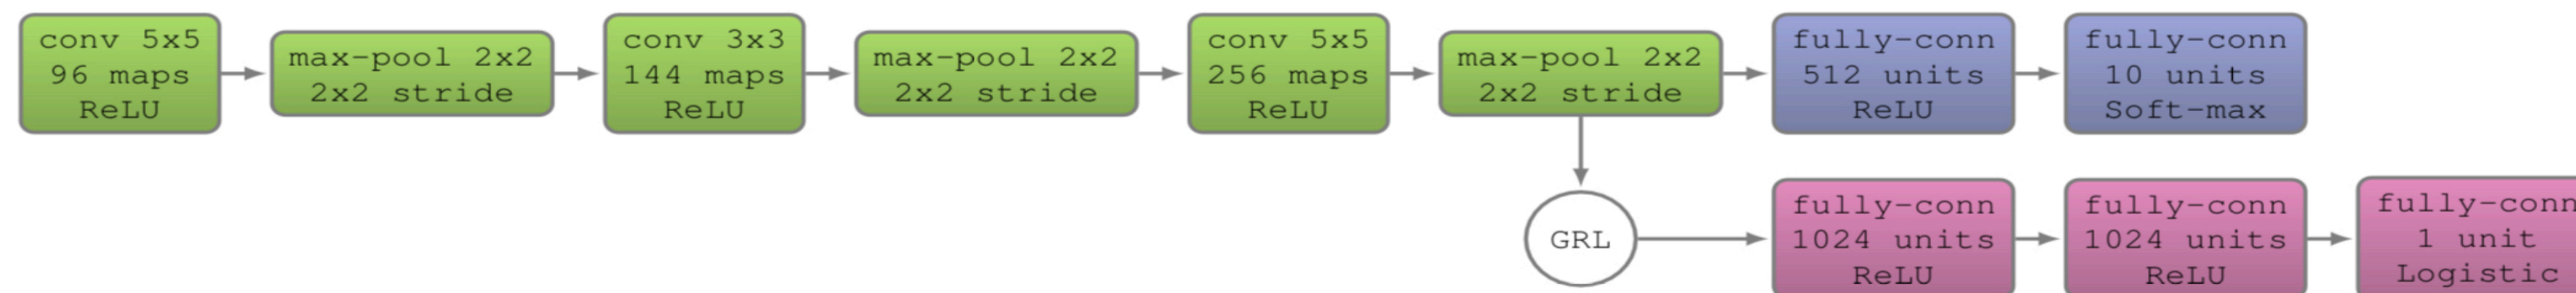 conv 5x5
96 maps
ReLU
max-pool 2x2
2x2 stride
conv 3x3
144 maps
ReLU
max-pool 2x2
2x2 stride
conv 5x5
256 maps
ReLU
max-pool 2x2
2x2 stride
fully-conn
512 units
ReLU
fully-conn
10 units
Soft-max
GRL
fully-conn
1024 units
ReLU
fully-conn
1024 units
ReLU
fully-conn
1 unit
Logistic